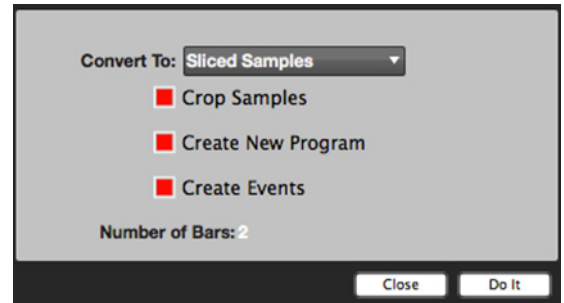 Convert To: Sliced Samples
Crop Samples
Create New Program
Create Events
Number of Bars: 2
Close Do It